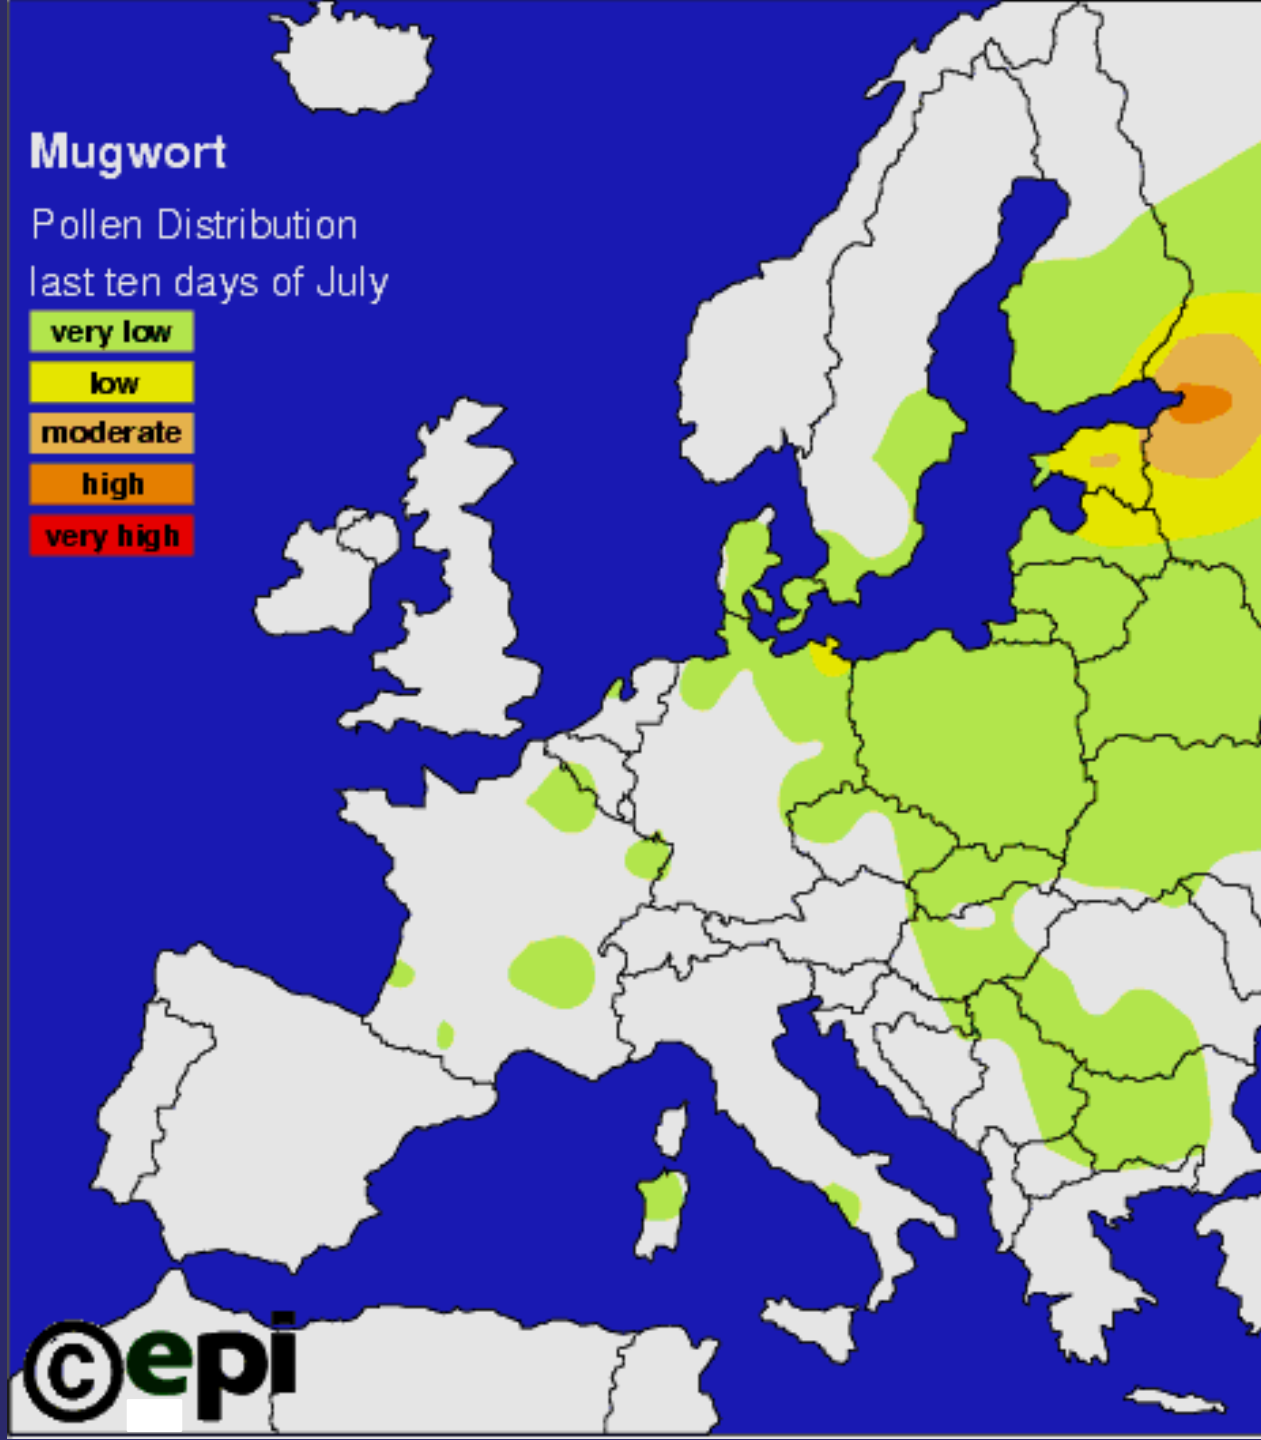 Mugwort
Pollen Distribution
last ten days of July
very low
low
moderate
high
very high
©epi